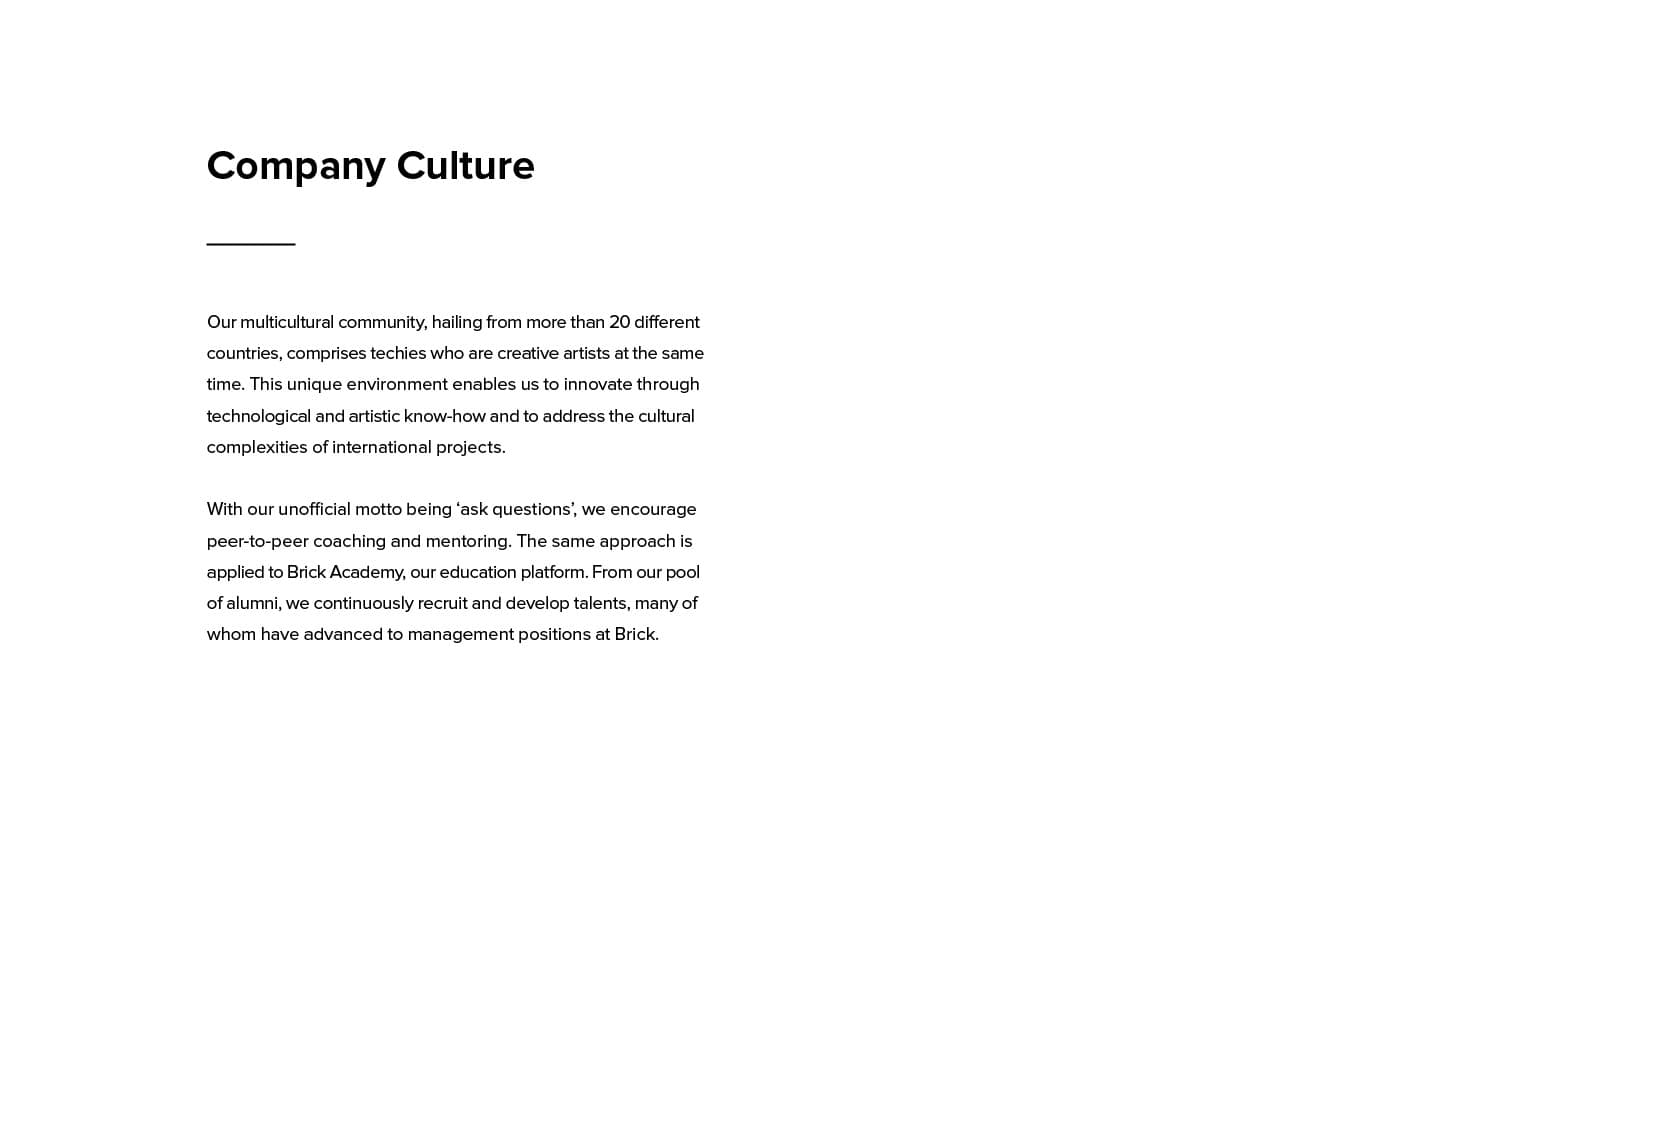 Company Culture
Our multicultural community, hailing from more than 20 different
countries, comprises techies who are creative artists at the same
time. This unique environment enables us to innovate through
technological and artistic know-how and to address the cultural
complexities of international projects.
With our unofficial motto being ‘ask questions’, we encourage
peer-to-peer coaching and mentoring. The same approach is
applied to Brick Academy, our education platform. From our pool
of alumni, we continuously recruit and develop talents, many of
whom have advanced to management positions at Brick.